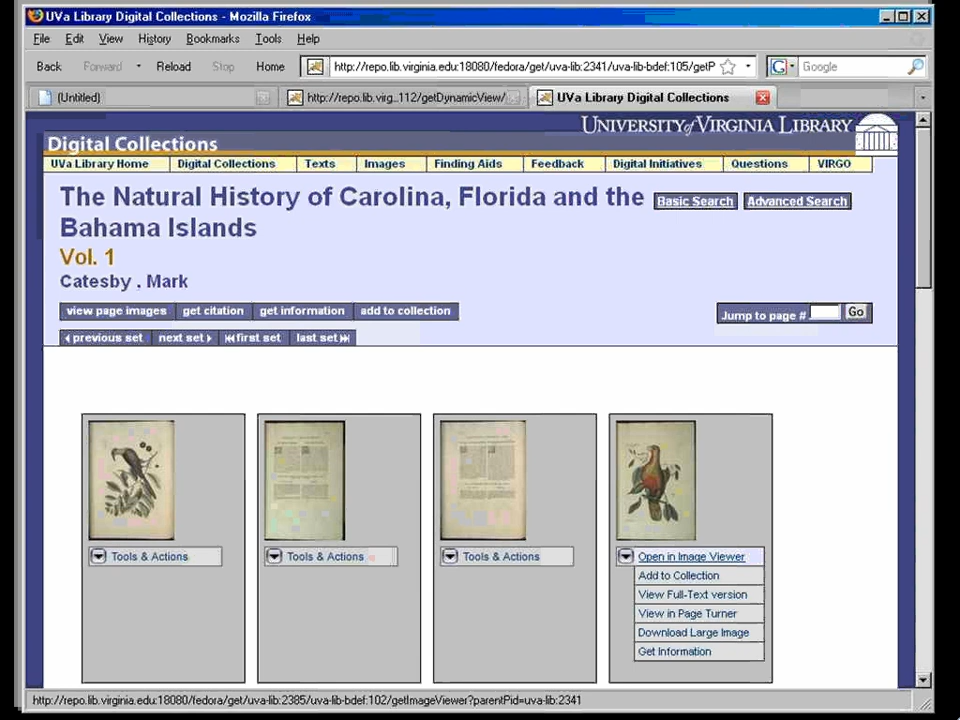 UVa Library Digital Collections - Mozilla Firefox
File Edit View History Bookmarks Tools Help
Back Forward Reload Stop Home http://repo.lib.virginia.edu:18080/fedora/get/uva-lib:2341/uva-lib-bdef:105/getP Google
(Untitled) http://repo.lib.virg...112/getDynamicView/ UVa Library Digital Collections
UNIVERSITY of VIRGINIA LIBRARY
Digital Collections
UVa Library Home Digital Collections Texts Images Finding Aids Feedback Digital Initiatives Questions VIRGO
The Natural History of Carolina, Florida and the Basic Search Advanced Search
Bahama Islands
Vol. 1
Catesby . Mark
view page images get citation get information add to collection Jump to page # Go
previous set next set first set last set
Tools & Actions Tools & Actions Tools & Actions Open in Image Viewer
Add to Collection
View Full-Text version
View in Page Turner
Download Large Image
Get Information
http://repo.lib.virginia.edu:18080/fedora/get/uva-lib:2385/uva-lib-bdef:102/getImageViewer?parentPid=uva-lib:2341